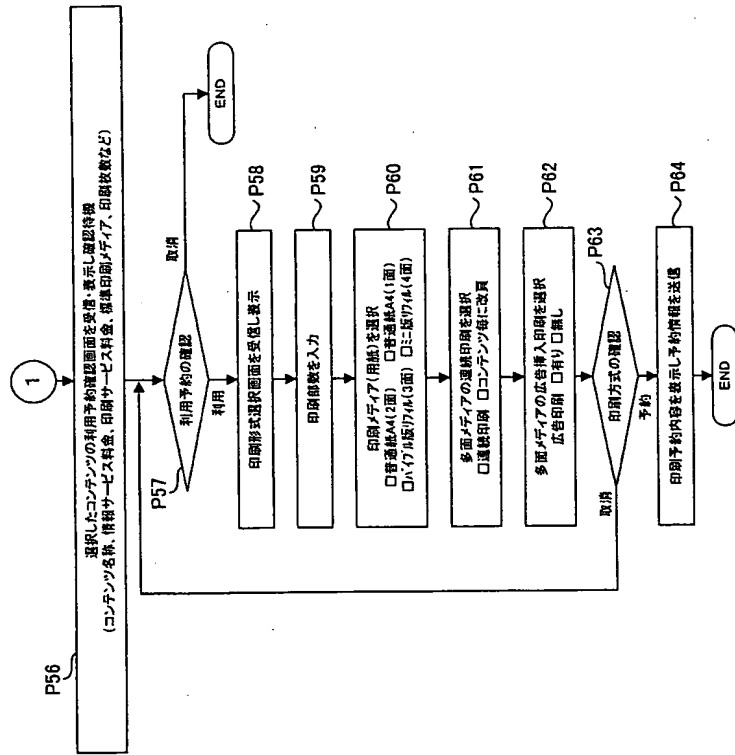 1
P56
選択したコンテンツの利用予約確認画面を受信・表示し確認待機
(コンテンツ名称、情報サービス料金、印刷サービス料金、標準印刷メディア、印刷枚数など)
P57
利用予約の確認
取消
END
利用
印刷形式選択画面を受信し表示
P58
印刷部数を入力
P59
印刷メディア(用紙)を選択
□普通紙A4(2面) □普通紙A4(1面)
□バイブル版リフィル(3面) □ミニ版リフィル(4面)
P60
多面メディアの連続印刷を選択
□連続印刷 □コンテンツ毎に改頁
P61
多面メディアの広告挿入印刷を選択
広告印刷 □有り □無し
P62
印刷方式の確認
P63
取消
予約
印刷予約内容を表示し予約情報を送信
P64
END